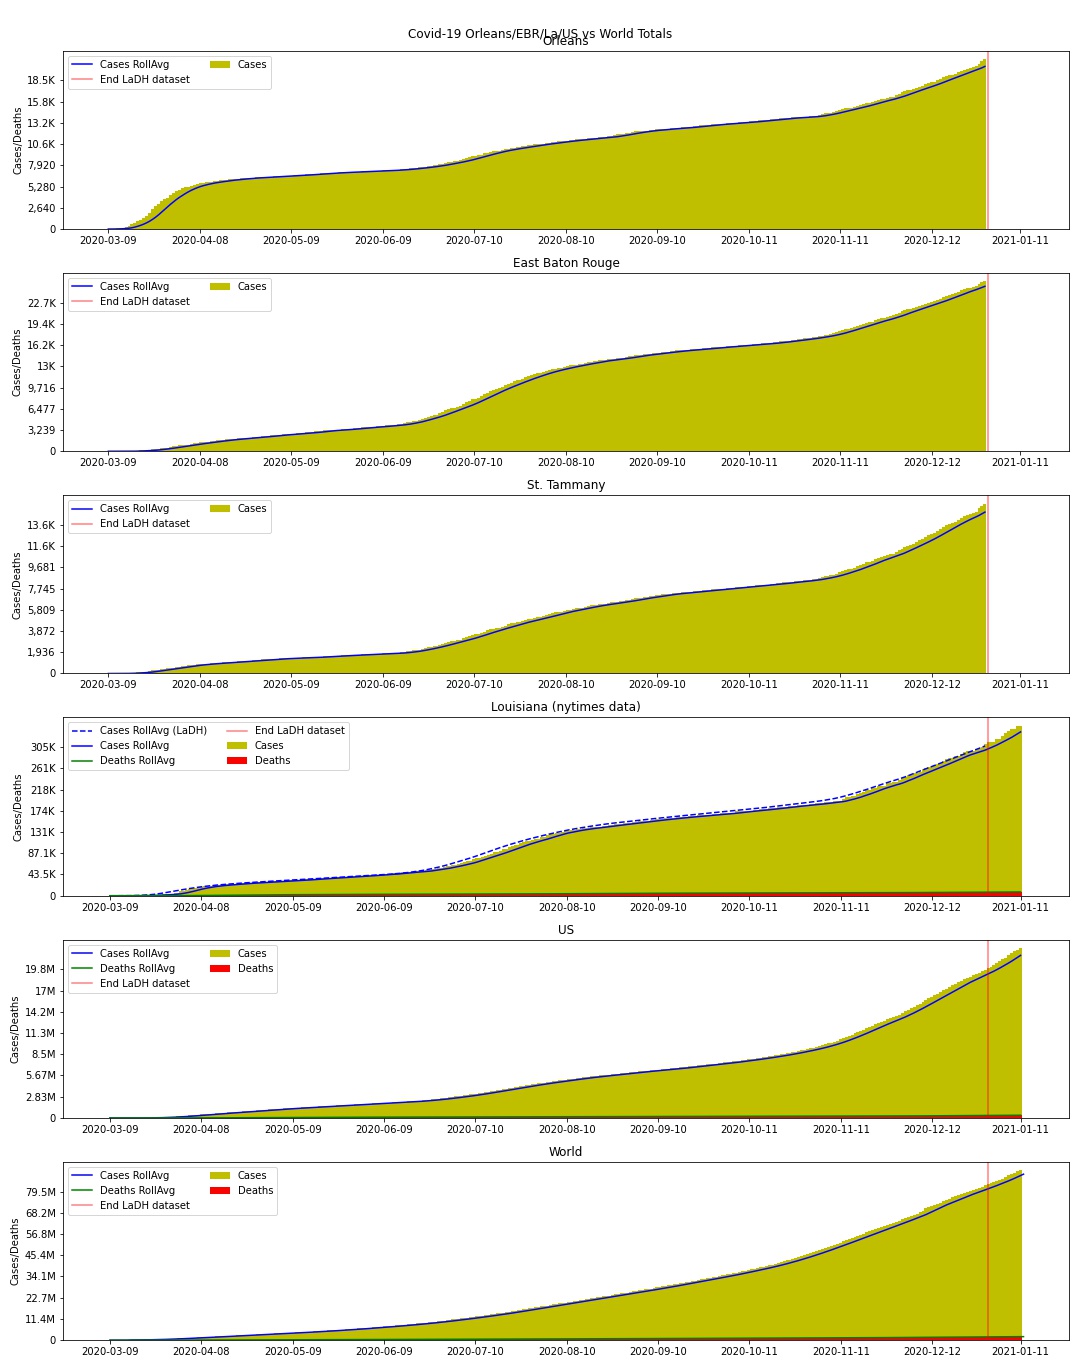 Covid-19 Orleans/EBR/La/US vs World Totals
Orleans
Cases RollAvg Cases
End LaDH dataset
Cases/Deaths
18.5K
15.8K
13.2K
10.6K
7,920
5,280
2,640
0
2020-03-09 2020-04-08 2020-05-09 2020-06-09 2020-07-10 2020-08-10 2020-09-10 2020-10-11 2020-11-11 2020-12-12 2021-01-11
East Baton Rouge
Cases RollAvg Cases
End LaDH dataset
Cases/Deaths
22.7K
19.4K
16.2K
13K
9,716
6,477
3,239
0
2020-03-09 2020-04-08 2020-05-09 2020-06-09 2020-07-10 2020-08-10 2020-09-10 2020-10-11 2020-11-11 2020-12-12 2021-01-11
St. Tammany
Cases RollAvg Cases
End LaDH dataset
Cases/Deaths
13.6K
11.6K
9,681
7,745
5,809
3,872
1,936
0
2020-03-09 2020-04-08 2020-05-09 2020-06-09 2020-07-10 2020-08-10 2020-09-10 2020-10-11 2020-11-11 2020-12-12 2021-01-11
Louisiana (nytimes data)
Cases RollAvg (LaDH) End LaDH dataset
Cases RollAvg Cases
Deaths RollAvg Deaths
Cases/Deaths
305K
261K
218K
174K
131K
87.1K
43.5K
0
2020-03-09 2020-04-08 2020-05-09 2020-06-09 2020-07-10 2020-08-10 2020-09-10 2020-10-11 2020-11-11 2020-12-12 2021-01-11
US
Cases RollAvg Cases
Deaths RollAvg Deaths
End LaDH dataset
Cases/Deaths
19.8M
17M
14.2M
11.3M
8.5M
5.67M
2.83M
0
2020-03-09 2020-04-08 2020-05-09 2020-06-09 2020-07-10 2020-08-10 2020-09-10 2020-10-11 2020-11-11 2020-12-12 2021-01-11
World
Cases RollAvg Cases
Deaths RollAvg Deaths
End LaDH dataset
Cases/Deaths
79.5M
68.2M
56.8M
45.4M
34.1M
22.7M
11.4M
0
2020-03-09 2020-04-08 2020-05-09 2020-06-09 2020-07-10 2020-08-10 2020-09-10 2020-10-11 2020-11-11 2020-12-12 2021-01-11